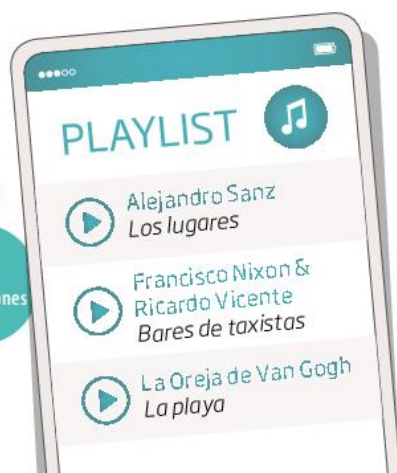 PLAYLIST
Alejandro Sanz
Los lugares
Francisco Nixon &
Ricardo Vicente
Bares de taxistas
La Oreja de Van Gogh
La playa